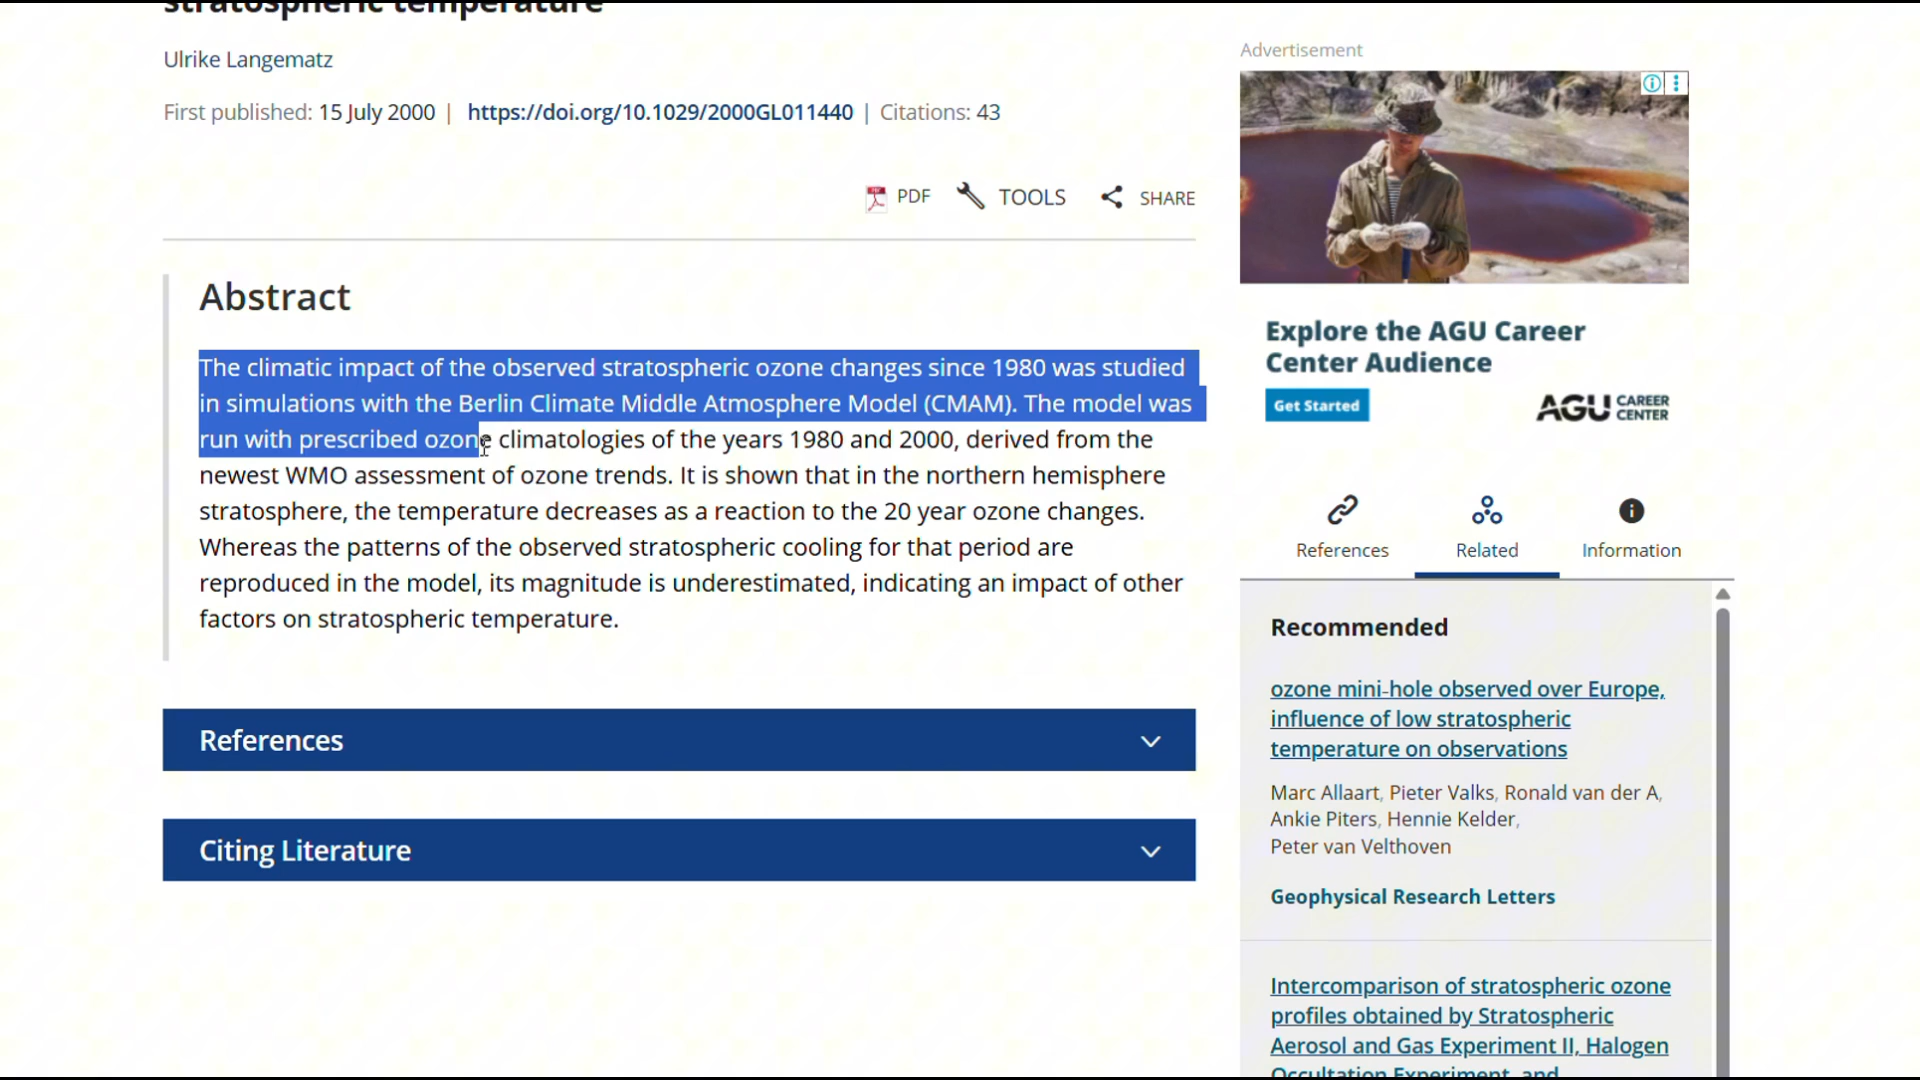 stratospheric temperature
Ulrike Langematz
First published: 15 July 2000 | https://doi.org/10.1029/2000GL011440 | Citations: 43
PDF TOOLS SHARE
Abstract
The climatic impact of the observed stratospheric ozone changes since 1980 was studied
in simulations with the Berlin Climate Middle Atmosphere Model (CMAM). The model was
run with prescribed ozone climatologies of the years 1980 and 2000, derived from the
newest WMO assessment of ozone trends. It is shown that in the northern hemisphere
stratosphere, the temperature decreases as a reaction to the 20 year ozone changes.
Whereas the patterns of the observed stratospheric cooling for that period are
reproduced in the model, its magnitude is underestimated, indicating an impact of other
factors on stratospheric temperature.
References
Citing Literature
Advertisement
Explore the AGU Career
Center Audience
Get Started
AGU CAREER
CENTER
References Related Information
Recommended
ozone mini-hole observed over Europe,
influence of low stratospheric
temperature on observations
Marc Allaart, Pieter Valks, Ronald van der A,
Ankie Piters, Hennie Kelder,
Peter van Velthoven
Geophysical Research Letters
Intercomparison of stratospheric ozone
profiles obtained by Stratospheric
Aerosol and Gas Experiment II, Halogen
Occultation Experiment, and